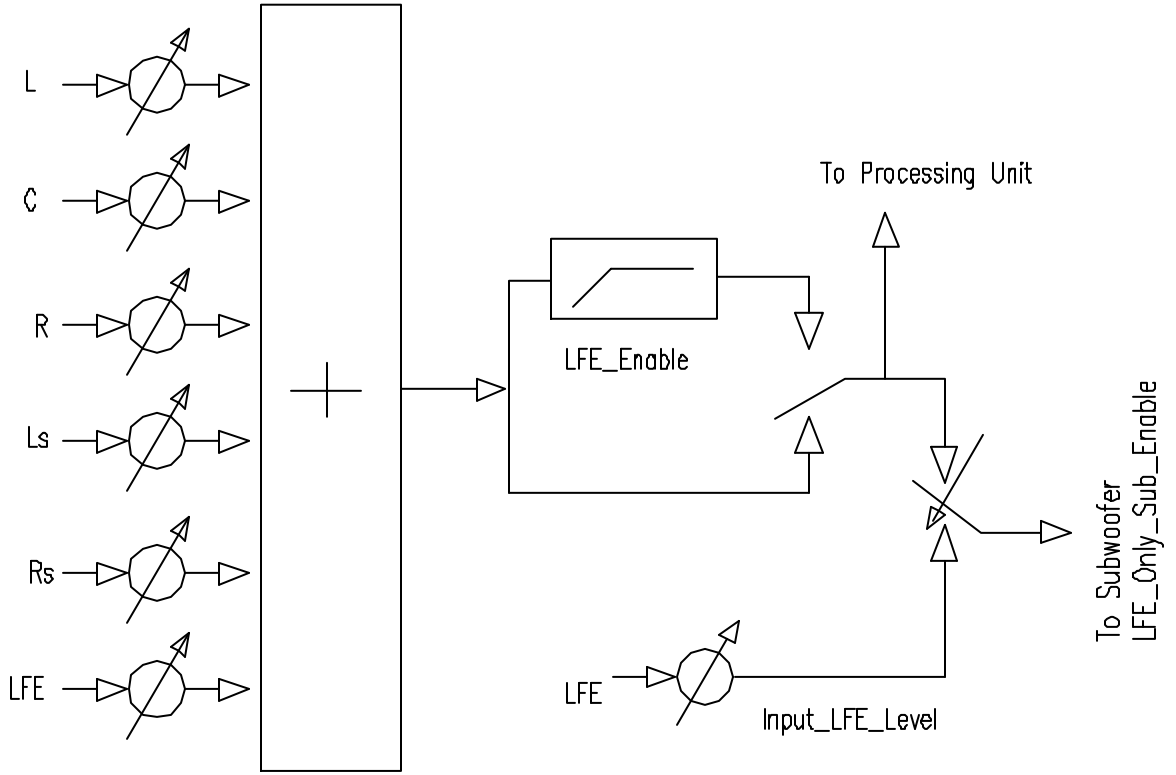 L
C
R
Ls
Rs
LFE
To Processing Unit
LFE_Enable
LFE
Input_LFE_Level
To Subwoofer
LFE_Only_Sub_Enable